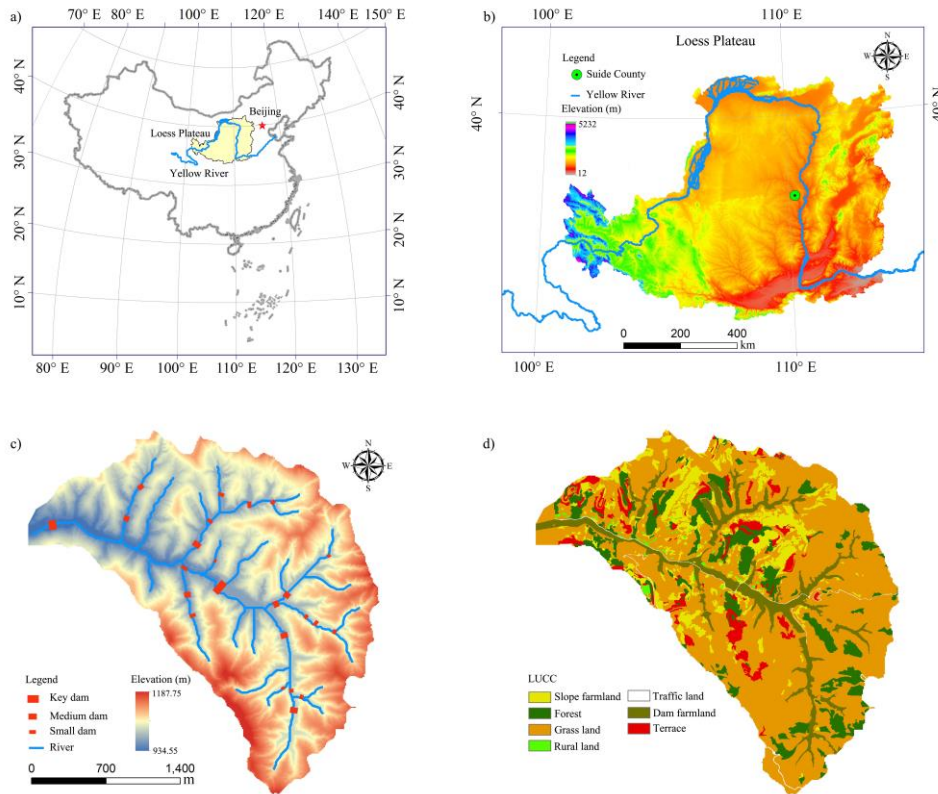 a)
70° E 80° E 90° E 100° E 110° E 120° E 130° E 140° E 150° E
40° N
30° N
20° N
10° N
40° N
30° N
20° N
10° N
Beijing
Loess Plateau
Yellow River
80° E 90° E 100° E 110° E 120° E 130° E
b)
100° E 110° E
Loess Plateau
N
W E
S
Legend
Suide County
Yellow River
Elevation (m)
5232
12
40° N
40° N
0 200 400
km
100° E 110° E
c)
N
W E
S
Legend
Key dam
Medium dam
Small dam
River
Elevation (m)
1187.75
934.55
0 700 1,400
m
d)
LUCC
Slope farmland
Forest
Grass land
Rural land
Traffic land
Dam farmland
Terrace